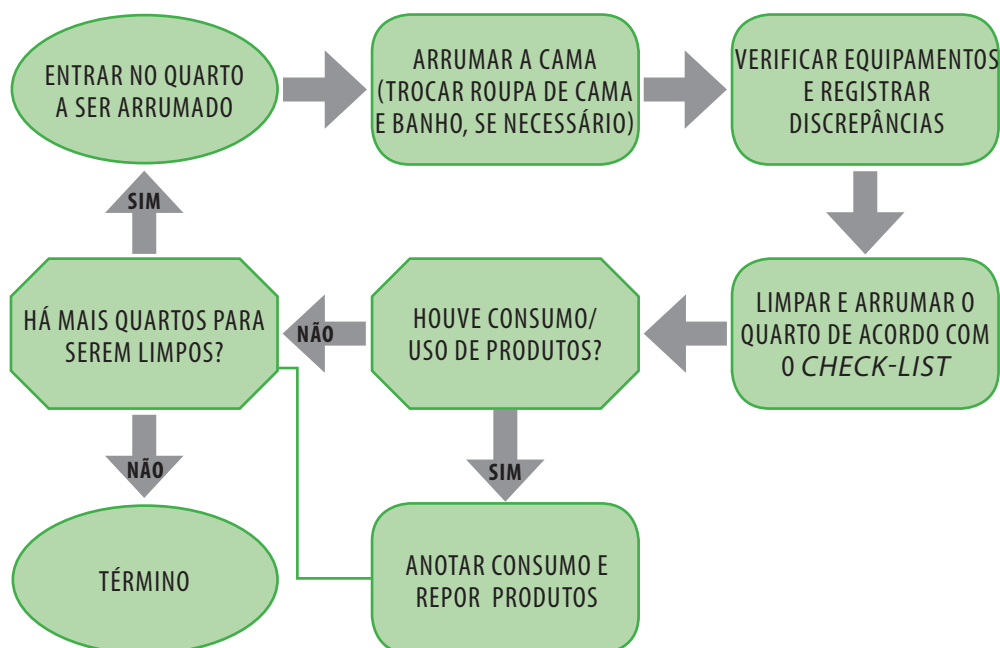 ENTRAR NO QUARTO
A SER ARRUMADO
ARRUMAR A CAMA
(TROCAR ROUPA DE CAMA
E BANHO, SE NECESSÁRIO)
VERIFICAR EQUIPAMENTOS
E REGISTRAR
DISCREPÂNCIAS
SIM
HÁ MAIS QUARTOS PARA
SEREM LIMPOS?
NÃO
HOUVE CONSUMO/
USO DE PRODUTOS?
LIMPAR E ARRUMAR O
QUARTO DE ACORDO COM
O CHECK-LIST
NÃO
SIM
TÉRMINO
ANOTAR CONSUMO E
REPOR PRODUTOS